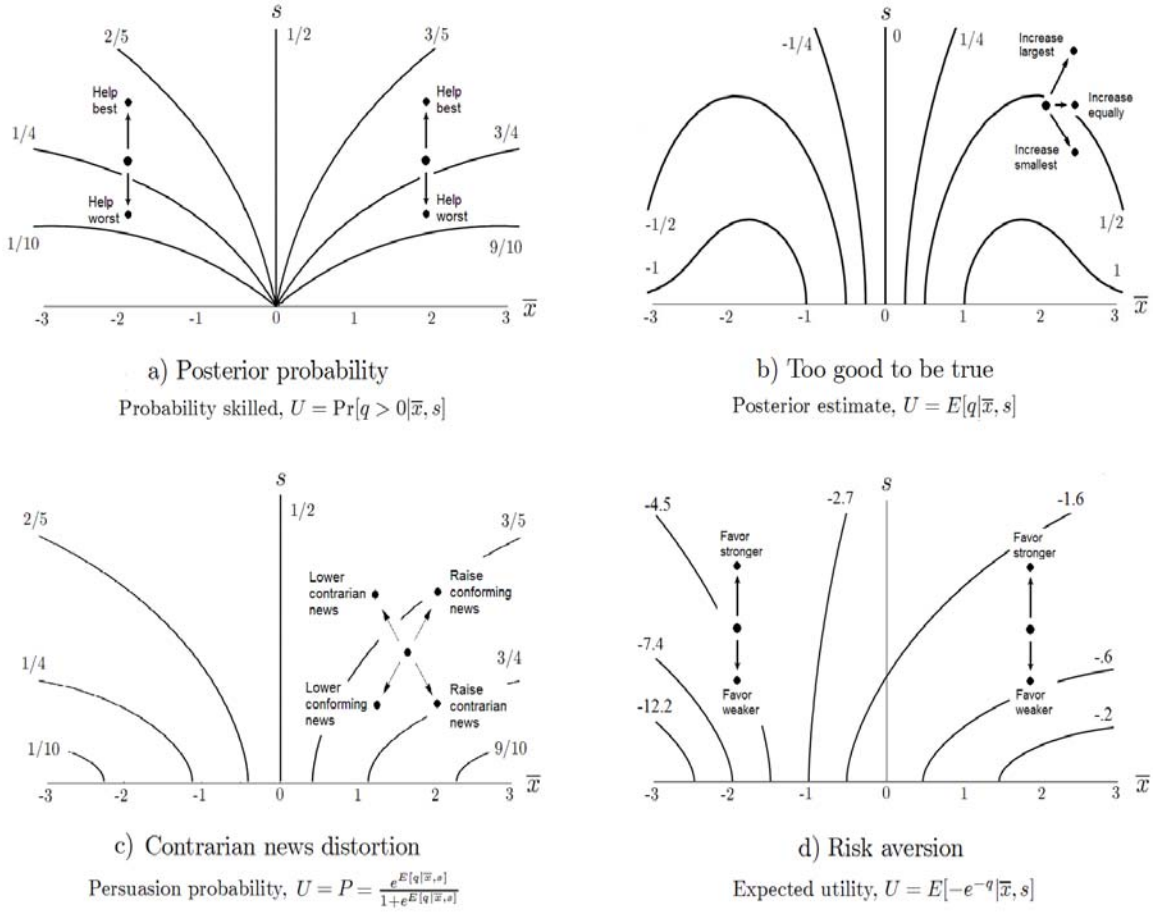 s
2/5
1/2
3/5
Help
best
Help
best
1/4
3/4
Help
worst
Help
worst
1/10
9/10
-3 -2 -1 0 1 2 3 x̅
a) Posterior probability
Probability skilled, U = Pr[q > 0|x̅, s]
s
-1/4
0
1/4
Increase
largest
Increase
equally
Increase
smallest
-1/2
1/2
-1
1
-3 -2 -1 0 1 2 3 x̅
b) Too good to be true
Posterior estimate, U = E[q|x̅, s]
s
2/5
1/2
3/5
Lower
contrarian
news
Raise
conforming
news
1/4
3/4
Lower
conforming
news
Raise
contrarian
news
1/10
9/10
-3 -2 -1 0 1 2 3 x̅
c) Contrarian news distortion
Persuasion probability, U = P = e^{E[q|x̅,s]} / 1+e^{E[q|x̅,s]}
s
-4.5
-2.7
-1.6
Favor
stronger
Favor
stronger
-7.4
-.6
Favor
weaker
Favor
weaker
-12.2
-.2
-3 -2 -1 0 1 2 3 x̅
d) Risk aversion
Expected utility, U = E[-e^{-q}|x̅, s]